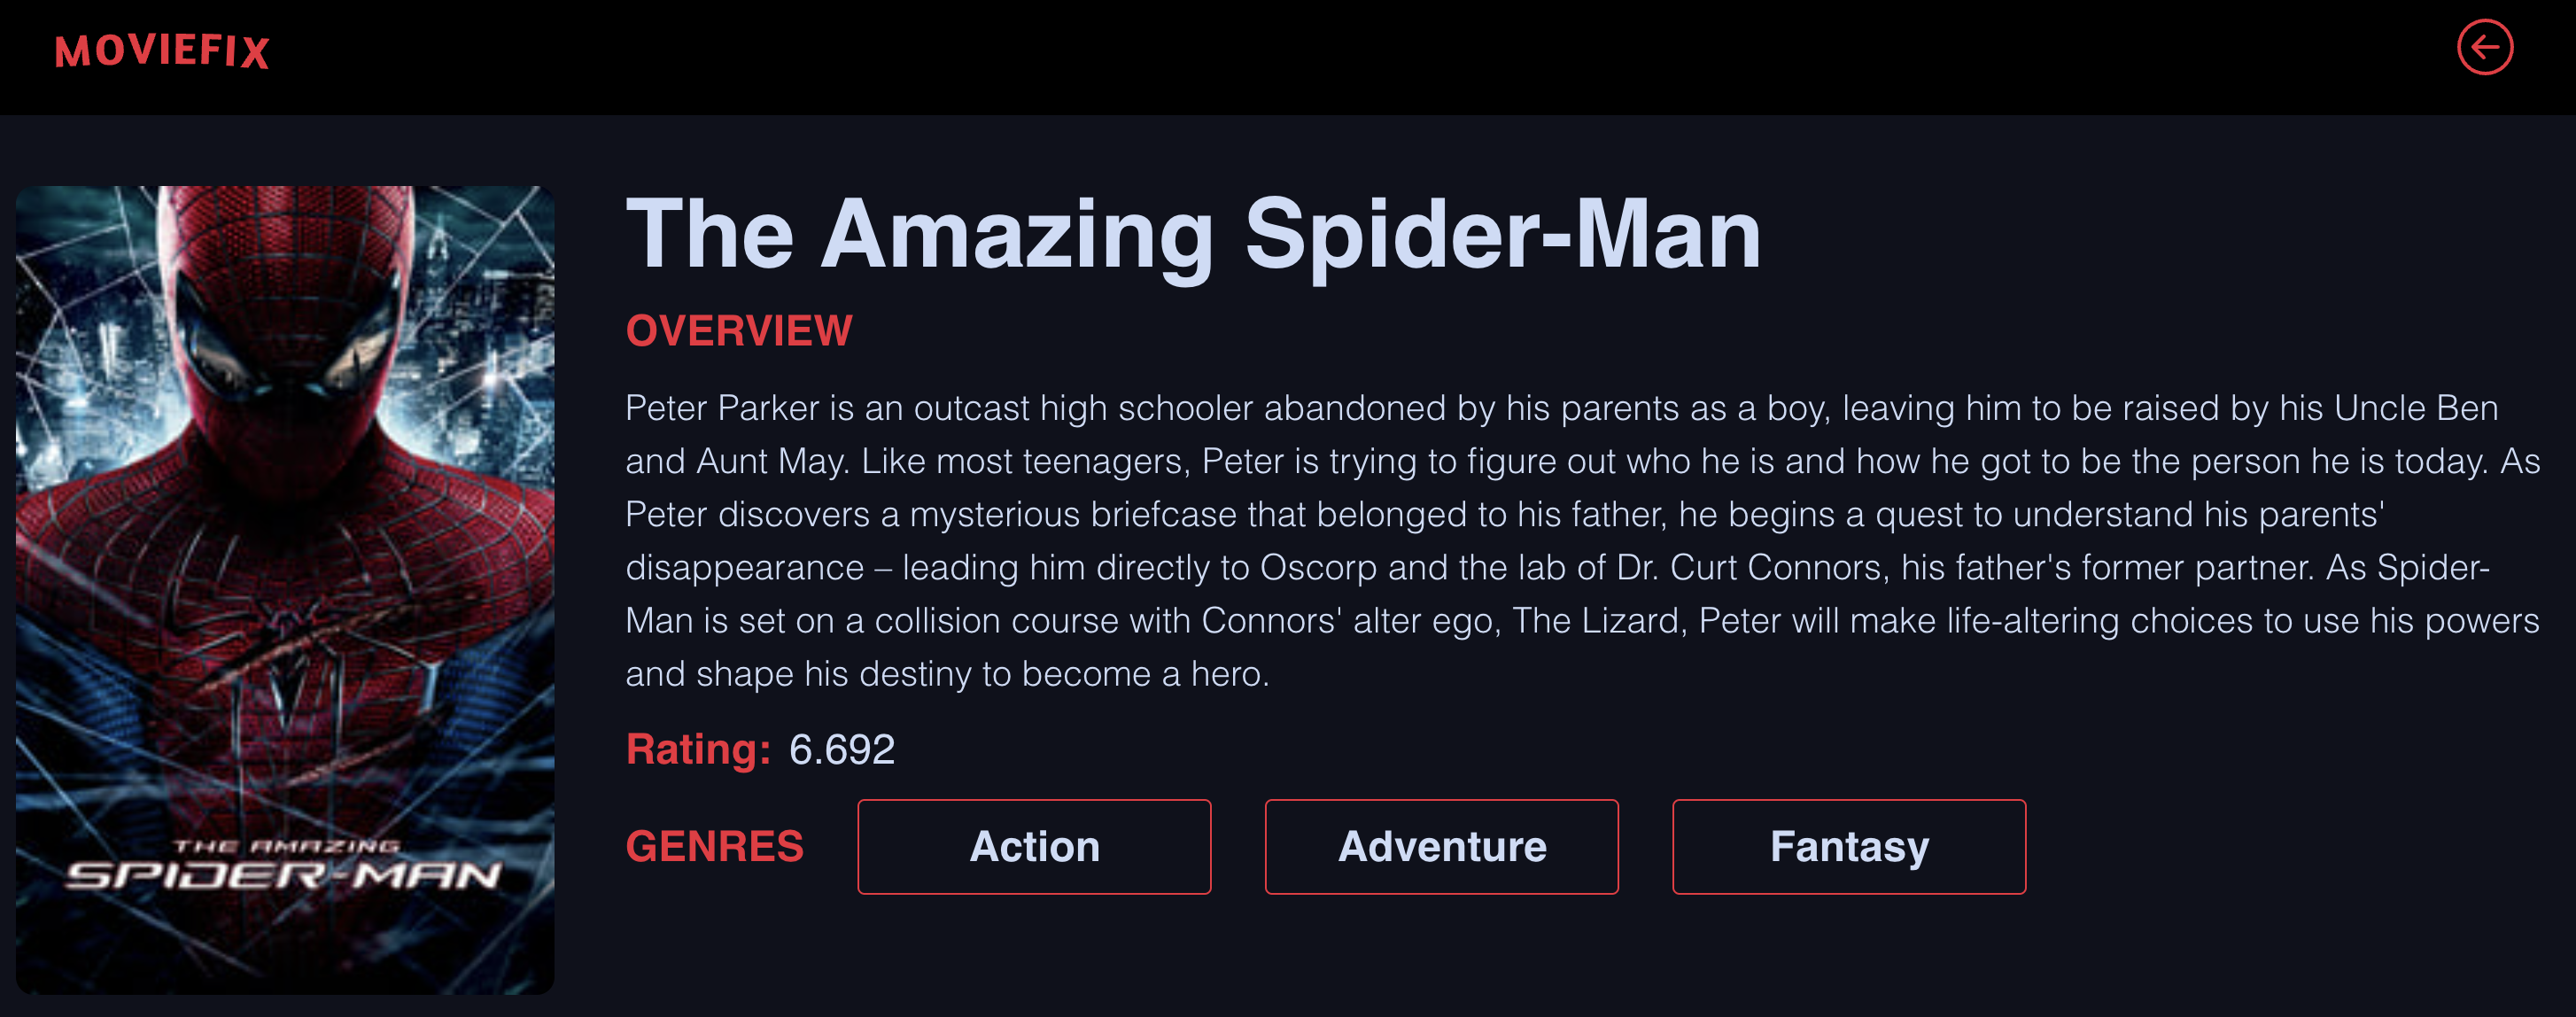 MOVIEFIX
The Amazing Spider-Man
OVERVIEW
Peter Parker is an outcast high schooler abandoned by his parents as a boy, leaving him to be raised by his Uncle Ben
and Aunt May. Like most teenagers, Peter is trying to figure out who he is and how he got to be the person he is today. As
Peter discovers a mysterious briefcase that belonged to his father, he begins a quest to understand his parents'
disappearance – leading him directly to Oscorp and the lab of Dr. Curt Connors, his father's former partner. As Spider-
Man is set on a collision course with Connors' alter ego, The Lizard, Peter will make life-altering choices to use his powers
and shape his destiny to become a hero.
Rating: 6.692
GENRES Action Adventure Fantasy
THE AMAZING
SPIDER-MAN